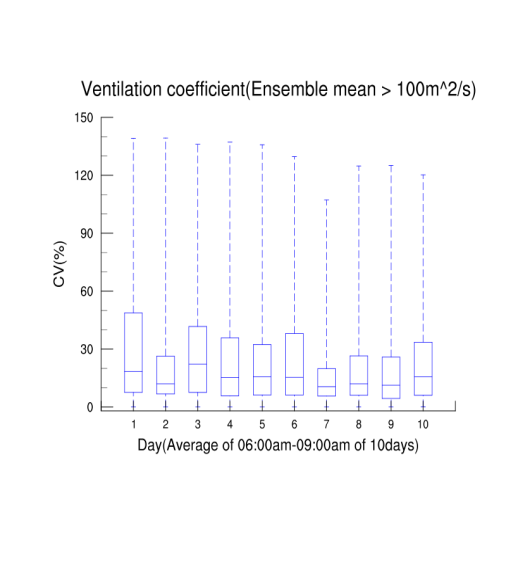 Ventilation coefficient(Ensemble mean > 100m^2/s)
150
120
90
60
30
0
CV(%)
1 2 3 4 5 6 7 8 9 10
Day(Average of 06:00am-09:00am of 10days)